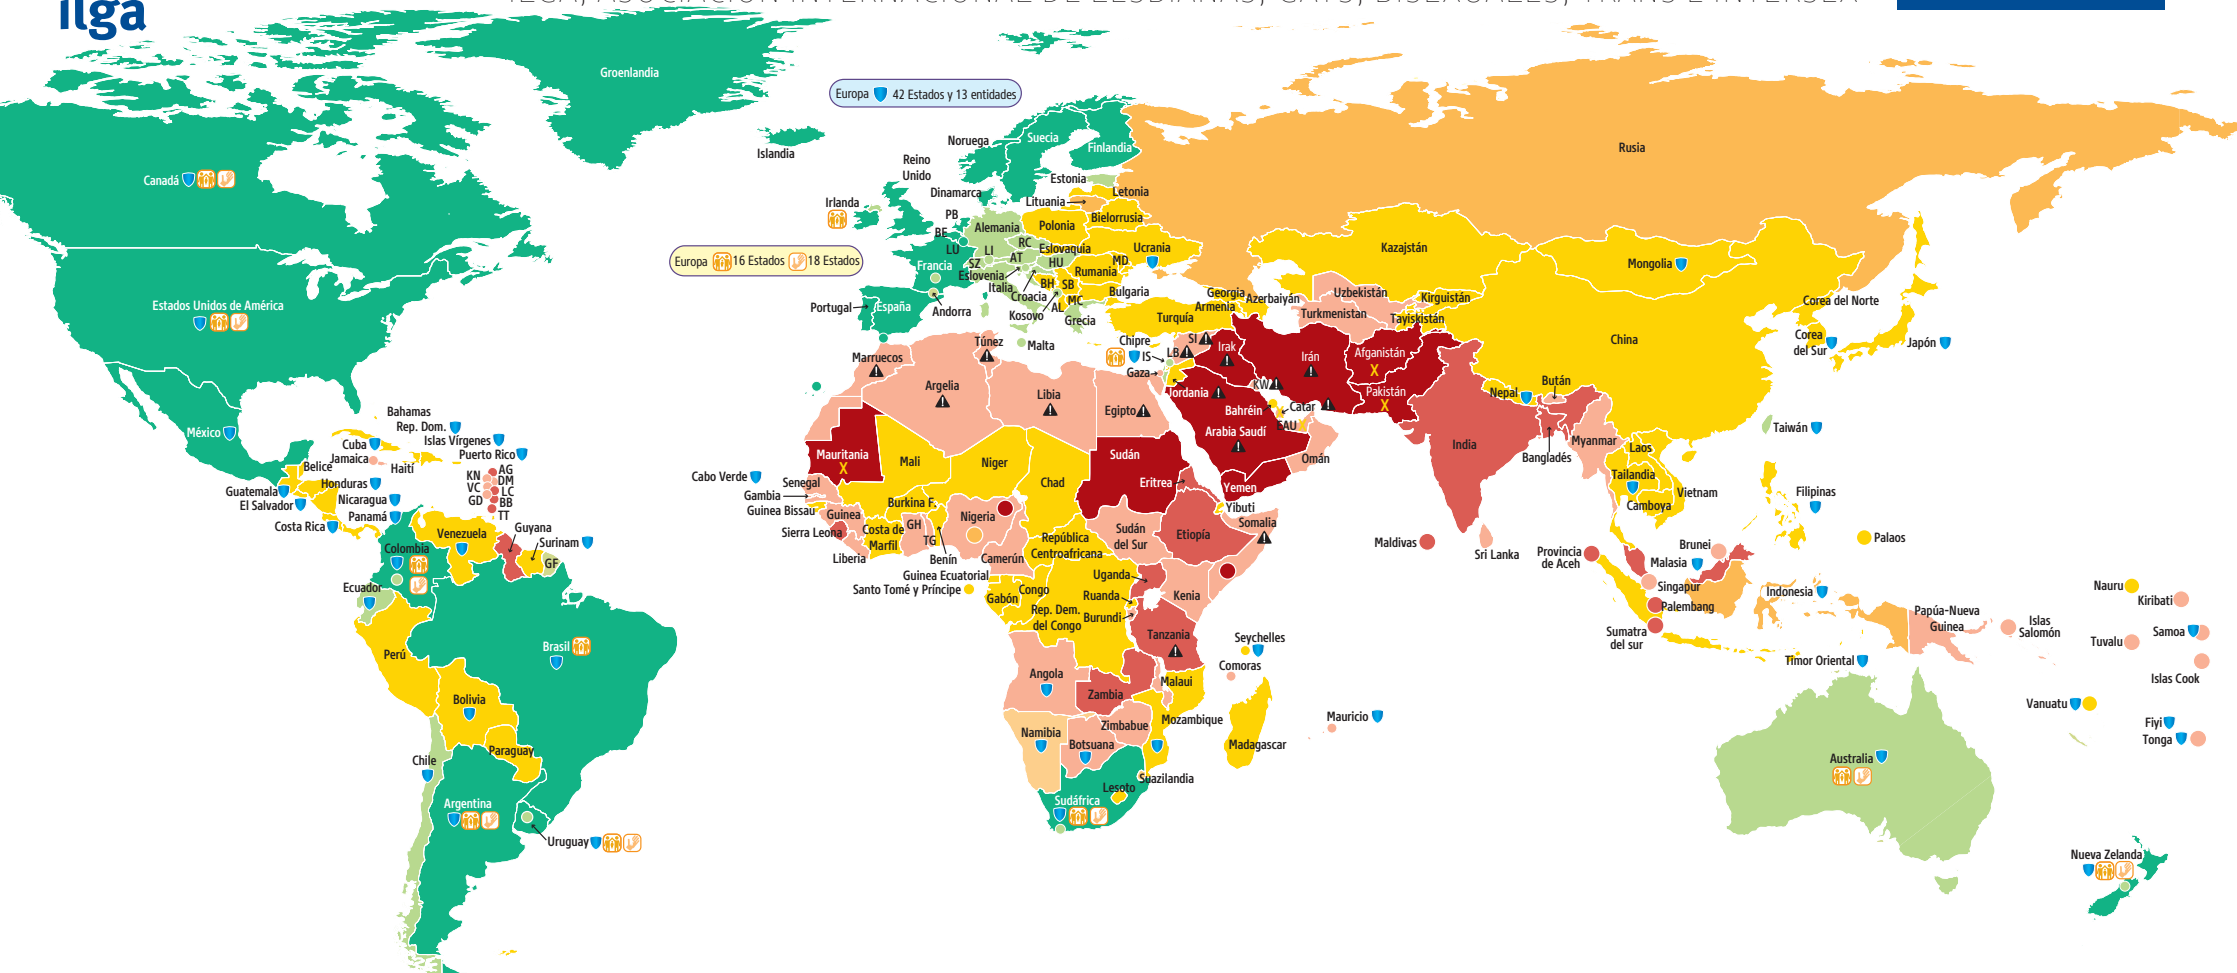 ilga
ILGA, ASOCIACIÓN INTERNACIONAL DE LESBIANAS, GAYS, BISEXUALES, TRANS E INTERSEX
Groenlandia
Europa 42 Estados y 13 entidades
Islandia
Noruega
Suecia
Finlandia
Rusia
Canadá
Reino
Unido
Estonia
Dinamarca
Letonia
Lituania
Irlanda
PB
BE
LU
Alemania
Polonia
Bielorrusia
RC
Eslovaquia
Ucrania
LI
AT
HU
MD
SZ
Francia
Eslovenia
Rumania
Italia
BH
SB
Croacia
Bulgaria
MC
AL
Kosovo
Grecia
Europa 16 Estados 18 Estados
Kazajstán
Mongolia
Estados Unidos de América
Portugal
España
Andorra
Malta
Georgia
Armenia
Azerbaiyán
Turquía
Uzbekistán
Kirguistán
Turkmenistan
Tayiskistán
Corea del Norte
Corea
del Sur
Japón
China
Marruecos
Túnez
Chipre
IS
LB
SI
Irak
Irán
Afganistán
X
Gaza
Jordania
KW
Pakistán
X
Nepal
Bután
Argelia
Libia
Egipto
Bahréin
Catar
EAU
Arabia Saudí
Omán
Yemen
India
Bangladés
Myanmar
Laos
Tailandia
Vietnam
Camboya
Taiwán
Filipinas
Palaos
México
Bahamas
Rep. Dom.
Cuba
Islas Vírgenes
Jamaica
Puerto Rico
Haití
Belice
Honduras
Guatemala
El Salvador
Nicaragua
Costa Rica
Panamá
KN
AG
DM
VC
LC
GD
BB
TT
Guyana
Venezuela
Surinam
GF
Colombia
Ecuador
Brasil
Perú
Bolivia
Paraguay
Chile
Argentina
Uruguay
Mauritania
X
Mali
Niger
Chad
Sudán
Eritrea
Yibuti
Somalia
Cabo Verde
Senegal
Gambia
Guinea Bissau
Guinea
Sierra Leona
Liberia
Burkina F.
Costa de
Marfil
GH
TG
Benín
Nigeria
Camerún
República
Centroafricana
Sudán
del Sur
Etiopía
Guinea Ecuatorial
Santo Tomé y Príncipe
Gabón
Congo
Rep. Dem.
del Congo
Uganda
Ruanda
Burundi
Kenia
Tanzania
Seychelles
Comoras
Angola
Zambia
Malaui
Mozambique
Zimbabue
Namibia
Botsuana
Madagascar
Mauricio
Suazilandia
Lesoto
Sudáfrica
Maldivas
Sri Lanka
Provincia
de Aceh
Malasia
Brunei
Singapur
Palembang
Sumatra
del sur
Indonesia
Timor Oriental
Papúa-Nueva
Guinea
Islas
Salomón
Nauru
Kiribati
Tuvalu
Samoa
Islas Cook
Vanuatu
Fiyi
Tonga
Australia
Nueva Zelanda